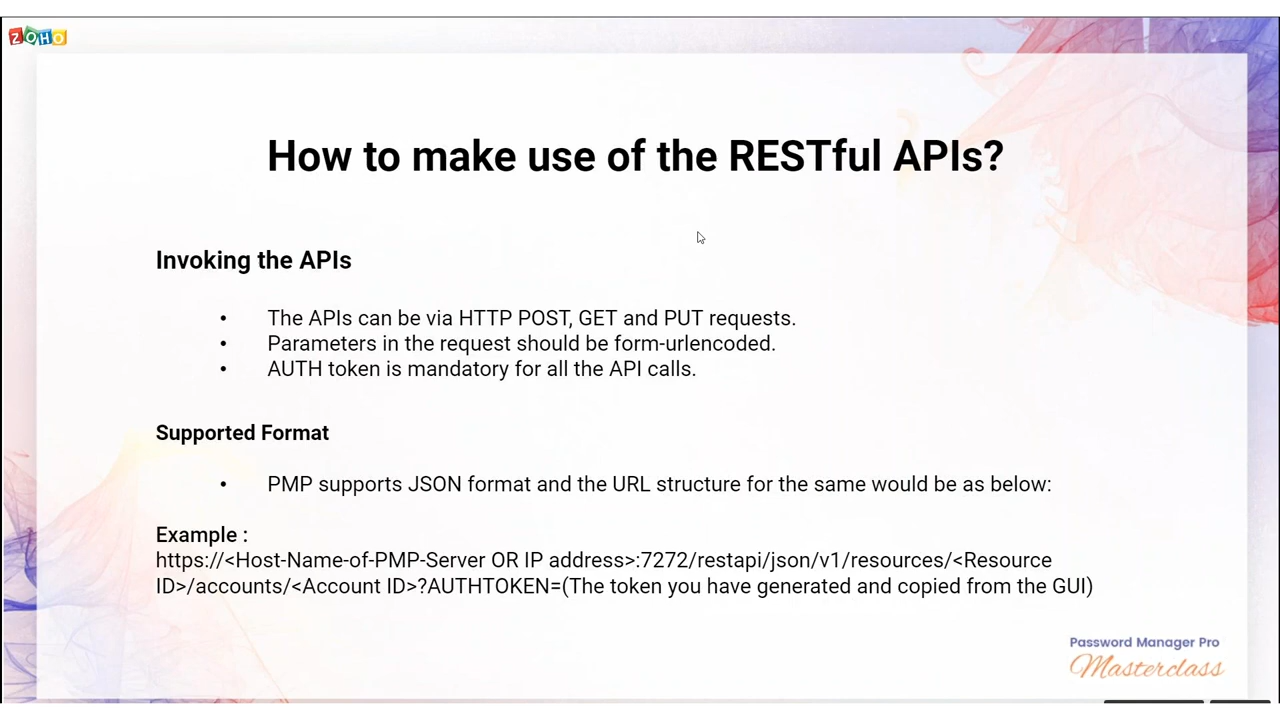 ZOHO
How to make use of the RESTful APIs?
Invoking the APIs
• The APIs can be via HTTP POST, GET and PUT requests.
• Parameters in the request should be form-urlencoded.
• AUTH token is mandatory for all the API calls.
Supported Format
• PMP supports JSON format and the URL structure for the same would be as below:
Example :
https://<Host-Name-of-PMP-Server OR IP address>:7272/restapi/json/v1/resources/<Resource
ID>/accounts/<Account ID>?AUTHTOKEN=(The token you have generated and copied from the GUI)
Password Manager Pro
Masterclass